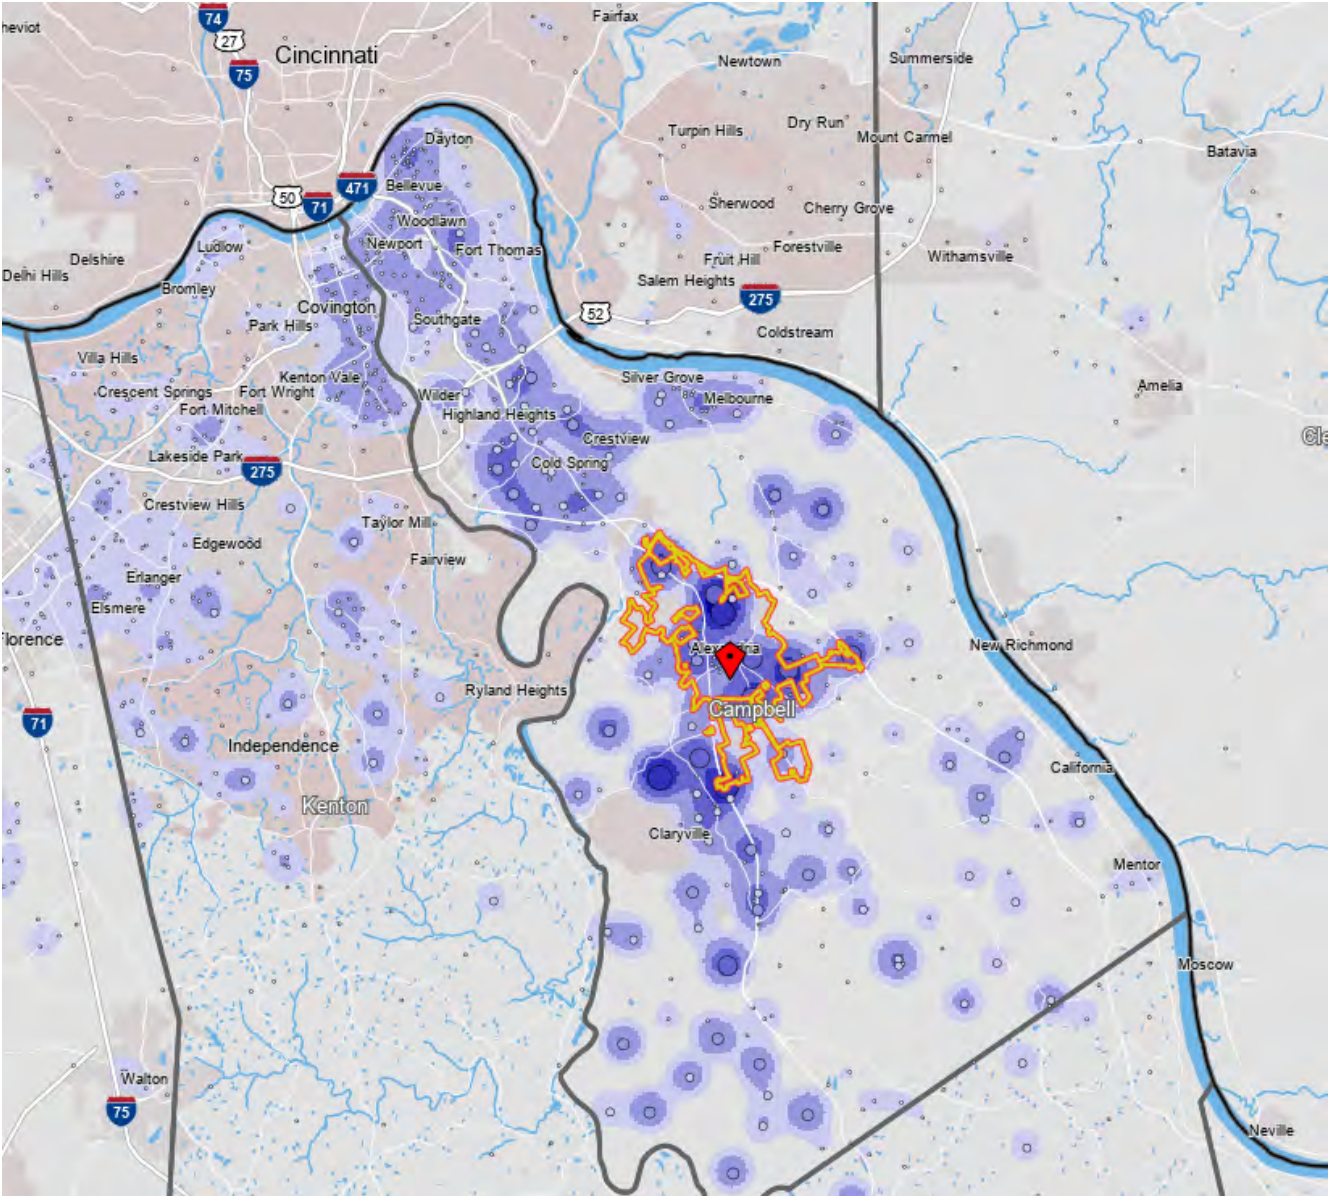 heviot
74
27
75
Cincinnati
Fairfax
Newtown
Summerside
Dayton
Turpin Hills
Dry Run
Mount Carmel
Batavia
50
71
471
Bellevue
Woodlawn
Newport
Fort Thomas
Sherwood
Cherry Grove
Ludlow
Delshire
Delhi Hills
Bromley
Forestville
Fruit Hill
Salem Heights
Withamsville
275
52
Covington
Park Hills
Southgate
Coldstream
Villa Hills
Crescent Springs
Fort Wright
Kenton Vale
Fort Mitchell
Wilder
Highland Heights
Silver Grove
Melbourne
Amelia
Cle
Crestview
Cold Spring
Lakeside Park
275
Crestview Hills
Taylor Mill
Edgewood
Fairview
Erlanger
Elsmere
Florence
Alexandria
New Richmond
Ryland Heights
Campbell
71
Independence
California
Kenton
Claryville
Mentor
Moscow
Walton
75
Neville